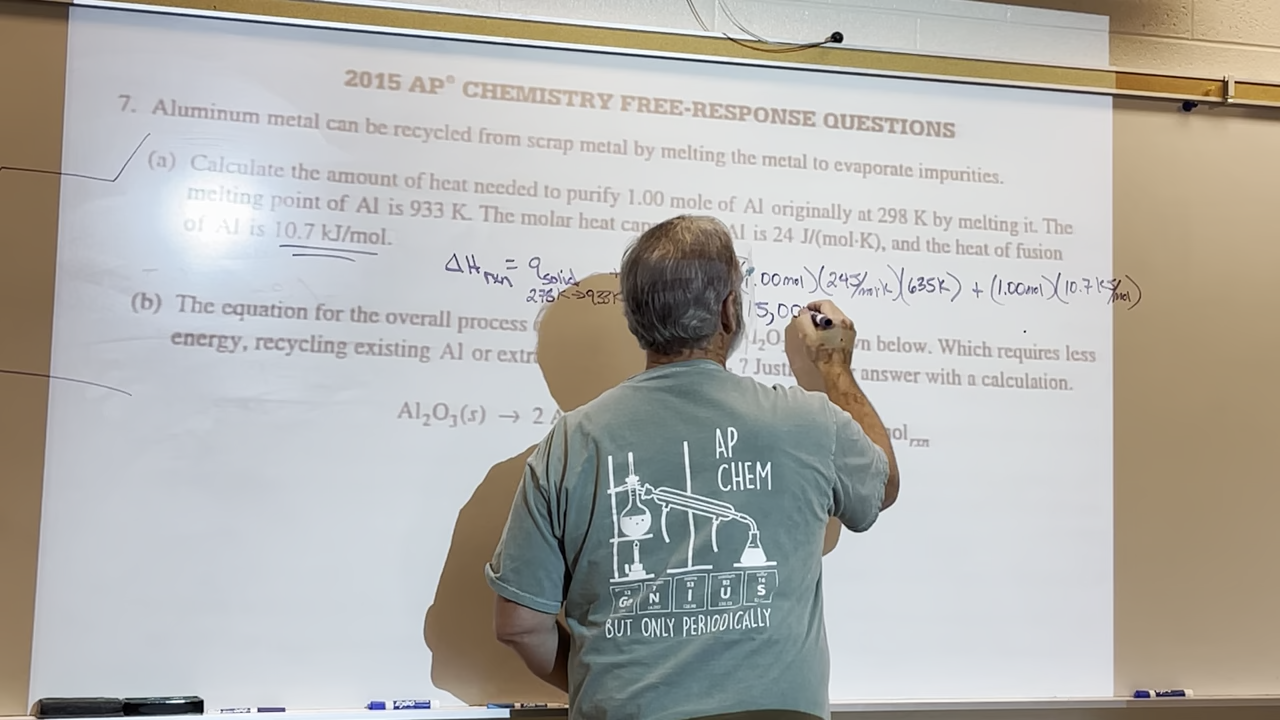 2015 AP® CHEMISTRY FREE-RESPONSE QUESTIONS
7. Aluminum metal can be recycled from scrap metal by melting the metal to evaporate impurities.
(a) Calculate the amount of heat needed to purify 1.00 mole of Al originally at 298 K by melting it. The
melting point of Al is 933 K. The molar heat Al is 24 J/(mol·K), and the heat of fusion
of Al is 10.7 kJ/mol.
ΔHrxn = qsolid .00mol)(24J/mol·K)(635K) + (1.00mol)(10.7kJ/mol)
278K→933K 15,00
(b) The equation for the overall process below. Which requires less
energy, recycling existing Al or ? answer with a calculation.
Al₂O₃(s) → 2
AP
CHEM
Ge N I U S
BUT ONLY PERIODICALLY